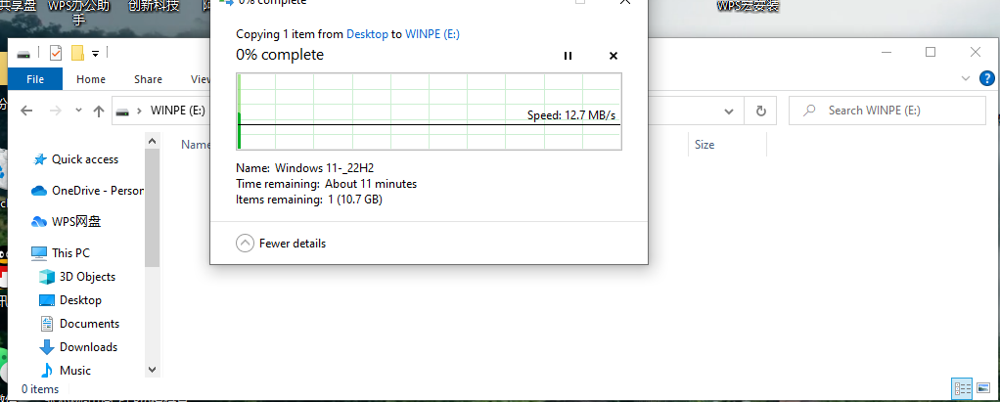 共享盘
WPS办公助
手
创新科技
WPS宏安装
0% complete
Copying 1 item from Desktop to WINPE (E:)
0% complete
Speed: 12.7 MB/s
Name: Windows 11-_22H2
Time remaining: About 11 minutes
Items remaining: 1 (10.7 GB)
Fewer details
File
Home
Share
WINPE (E:)
Search WINPE (E:)
Size
Quick access
OneDrive - Person
WPS网盘
This PC
3D Objects
Desktop
Documents
Downloads
Music
0 items